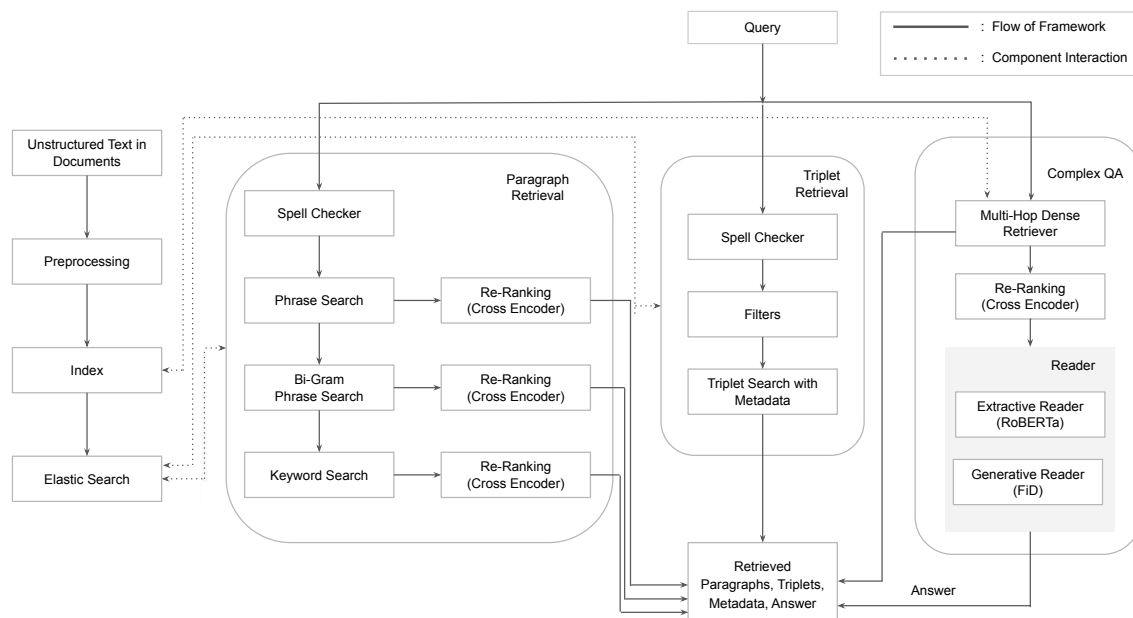 Query
: Flow of Framework
: Component Interaction
Unstructured Text in
Documents
Preprocessing
Index
Elastic Search
Paragraph
Retrieval
Spell Checker
Phrase Search
Re-Ranking
(Cross Encoder)
Bi-Gram
Phrase Search
Re-Ranking
(Cross Encoder)
Keyword Search
Re-Ranking
(Cross Encoder)
Triplet
Retrieval
Spell Checker
Filters
Triplet Search with
Metadata
Complex QA
Multi-Hop Dense
Retriever
Re-Ranking
(Cross Encoder)
Reader
Extractive Reader
(RoBERTa)
Generative Reader
(FiD)
Retrieved
Paragraphs, Triplets,
Metadata, Answer
Answer